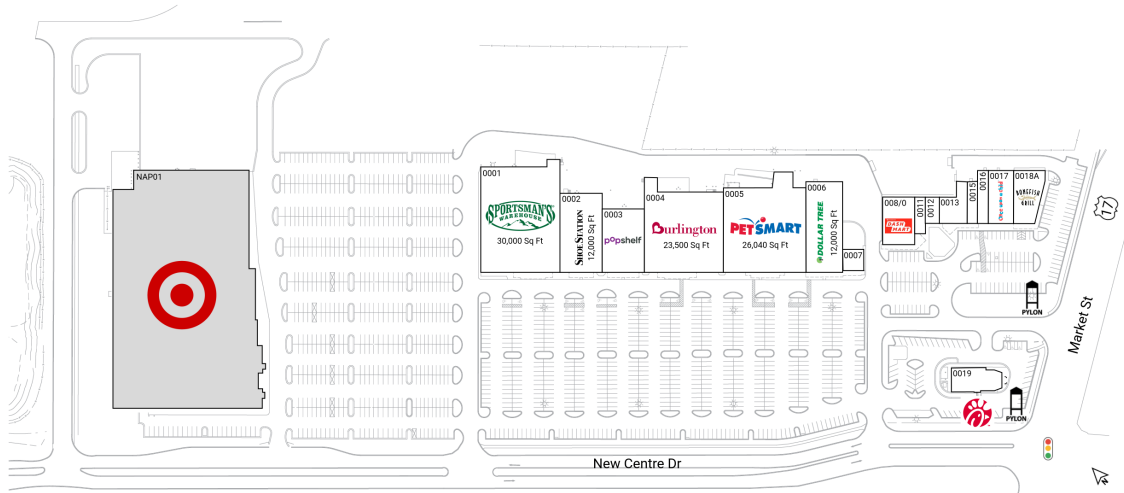 NAP01
0001
SPORTSMAN'S
WAREHOUSE
30,000 Sq Ft
0002
SHOE STATION
12,000 Sq Ft
0003
popshelf
0004
Burlington
23,500 Sq Ft
0005
PETSMART
26,040 Sq Ft
0006
DOLLAR TREE
12,000 Sq Ft
0007
008/0
DASH
MART
0011
0012
0013
0015
0016
0017
0018A
BONEFISH
GRILL
17
PYLON
Market St
0019
PYLON
New Centre Dr
N